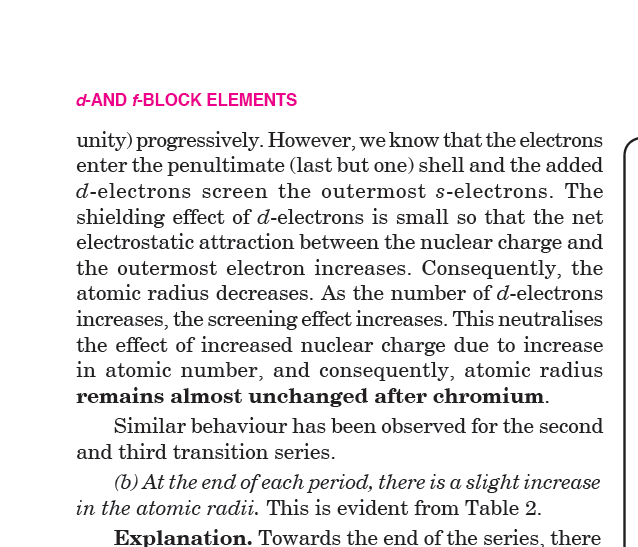 d-AND f-BLOCK ELEMENTS
unity) progressively. However, we know that the electrons
enter the penultimate (last but one) shell and the added
d-electrons screen the outermost s-electrons. The
shielding effect of d-electrons is small so that the net
electrostatic attraction between the nuclear charge and
the outermost electron increases. Consequently, the
atomic radius decreases. As the number of d-electrons
increases, the screening effect increases. This neutralises
the effect of increased nuclear charge due to increase
in atomic number, and consequently, atomic radius
remains almost unchanged after chromium.
Similar behaviour has been observed for the second
and third transition series.
(b) At the end of each period, there is a slight increase
in the atomic radii. This is evident from Table 2.
Explanation. Towards the end of the series, there